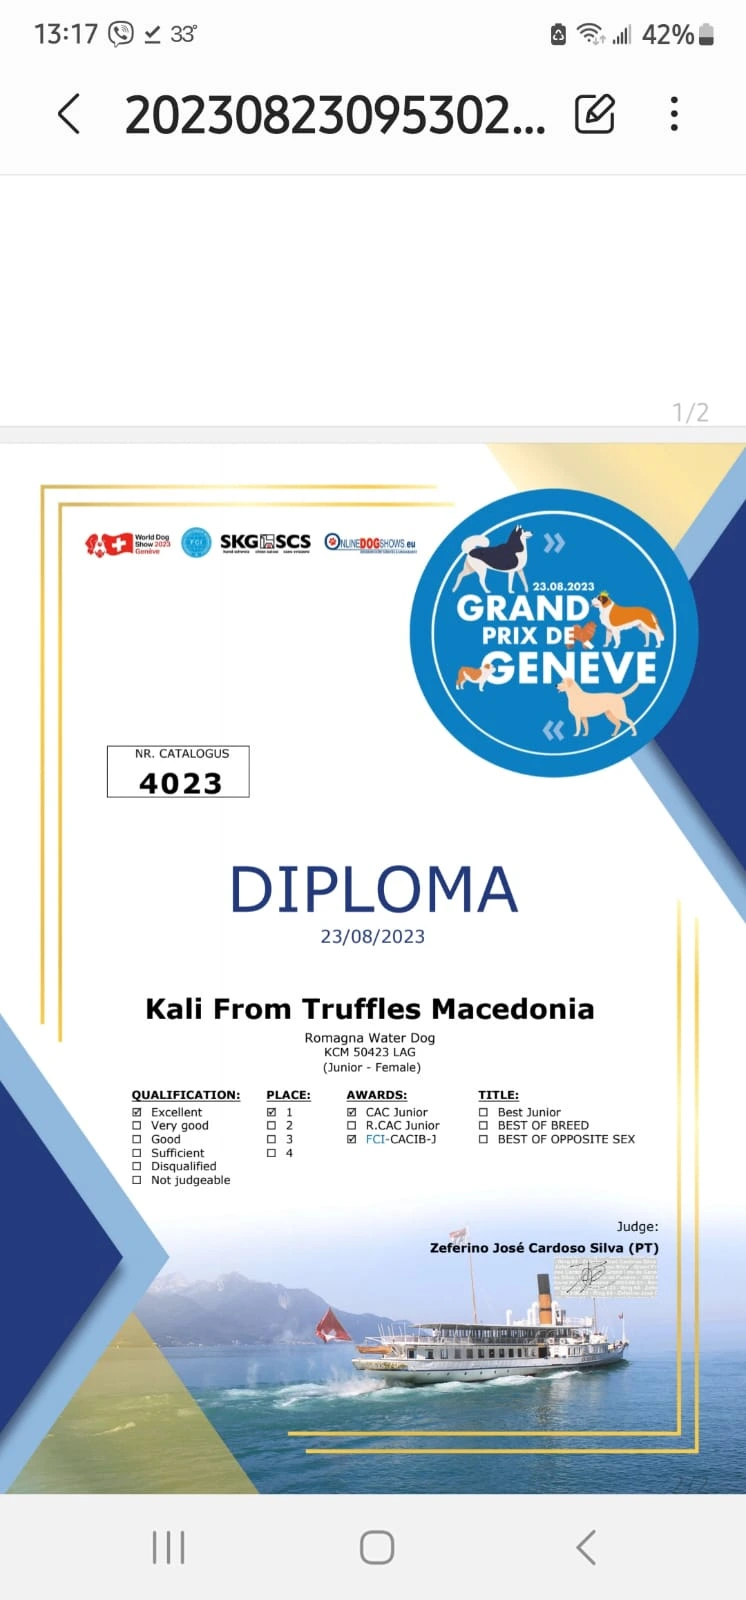 13:17 33°
42%
20230823095302...
1/2
World Dog
Show 2023
Genève
FCI
SKG SCS
ONLINEDOGSHOWS.eu
23.08.2023
GRAND
PRIX DE
GENÈVE
NR. CATALOGUS
4023
DIPLOMA
23/08/2023
Kali From Truffles Macedonia
Romagna Water Dog
KCM 50423 LAG
(Junior - Female)
QUALIFICATION: PLACE: AWARDS: TITLE:
☑ Excellent ☑ 1 ☑ CAC Junior ☐ Best Junior
☐ Very good ☐ 2 ☐ R.CAC Junior ☐ BEST OF BREED
☐ Good ☐ 3 ☑ FCI-CACIB-J ☐ BEST OF OPPOSITE SEX
☐ Sufficient ☐ 4
☐ Disqualified
☐ Not judgeable
Judge:
Zeferino José Cardoso Silva (PT)